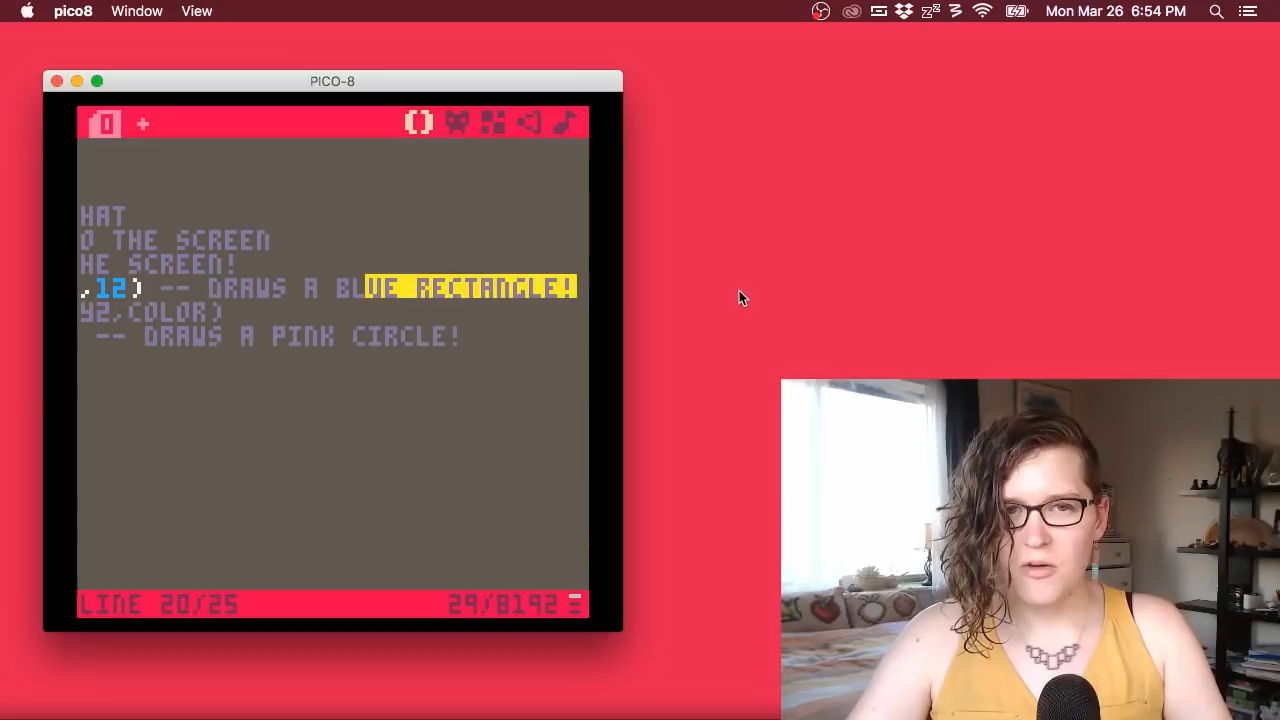 pico8 Window View Mon Mar 26 6:54 PM
PICO-8
0 +
HAT
O THE SCREEN
HE SCREEN!
,12) -- DRAWS A BLUE RECTANGLE!
Y2,COLOR)
-- DRAWS A PINK CIRCLE!
LINE 20/25 29/8192